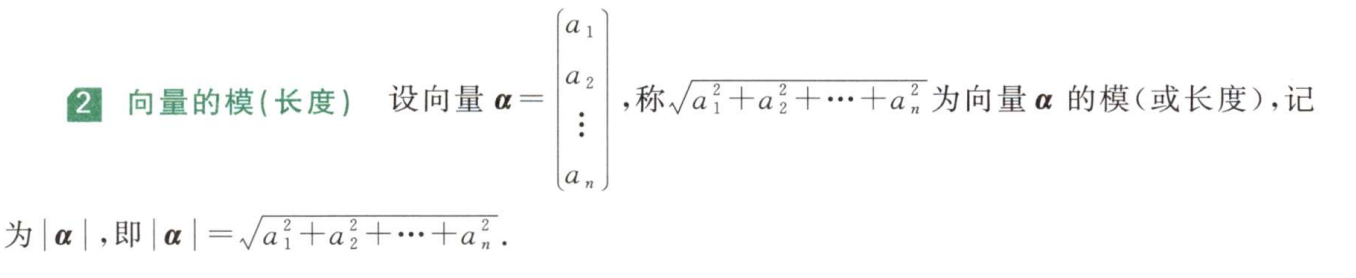 2 向量的模(长度) 设向量 $\boldsymbol{\alpha}=\begin{pmatrix} a_1 \\ a_2 \\ \vdots \\ a_n \end{pmatrix}$,称$\sqrt{a_1^2+a_2^2+\cdots+a_n^2}$为向量 $\boldsymbol{\alpha}$ 的模(或长度),记
为$|\boldsymbol{\alpha}|$,即$|\boldsymbol{\alpha}|=\sqrt{a_1^2+a_2^2+\cdots+a_n^2}$.